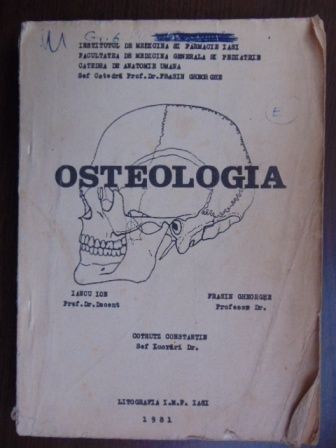 INSTITUTUL DE MEDICINA SI FARMACIE IASI
FACULTATEA DE MEDICINA GENERALA SI PEDIATRIE
CATEDRA DE ANATOMIE UMANA
Sef Catedră Prof.Dr.FRASIN GHEORGHE
E
OSTEOLOGIA
IANCU ION
Prof.Dr.Docent
FRASIN GHEORGHE
Profesor Dr.
COTRUTZ CONSTANTIN
Sef Lucrări Dr.
LITOGRAFIA I.M.F. IASI
1981